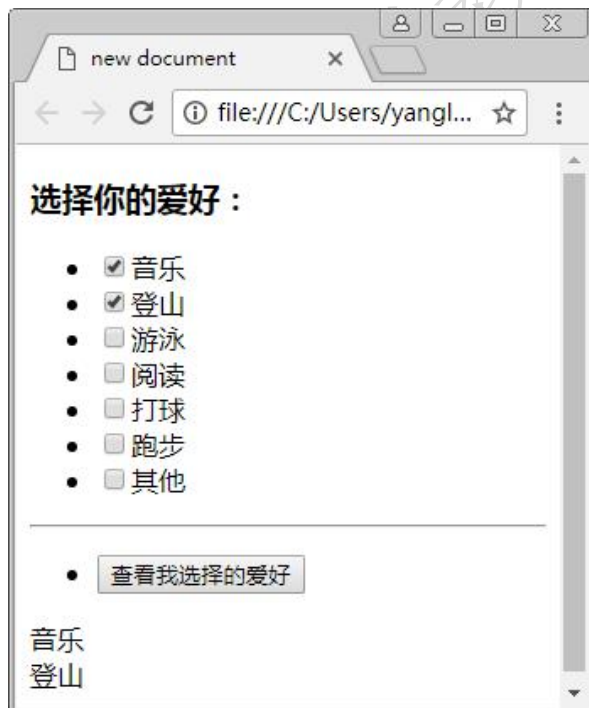 new document
file:///C:/Users/yangl...
选择你的爱好：
音乐
登山
游泳
阅读
打球
跑步
其他
查看我选择的爱好
音乐
登山